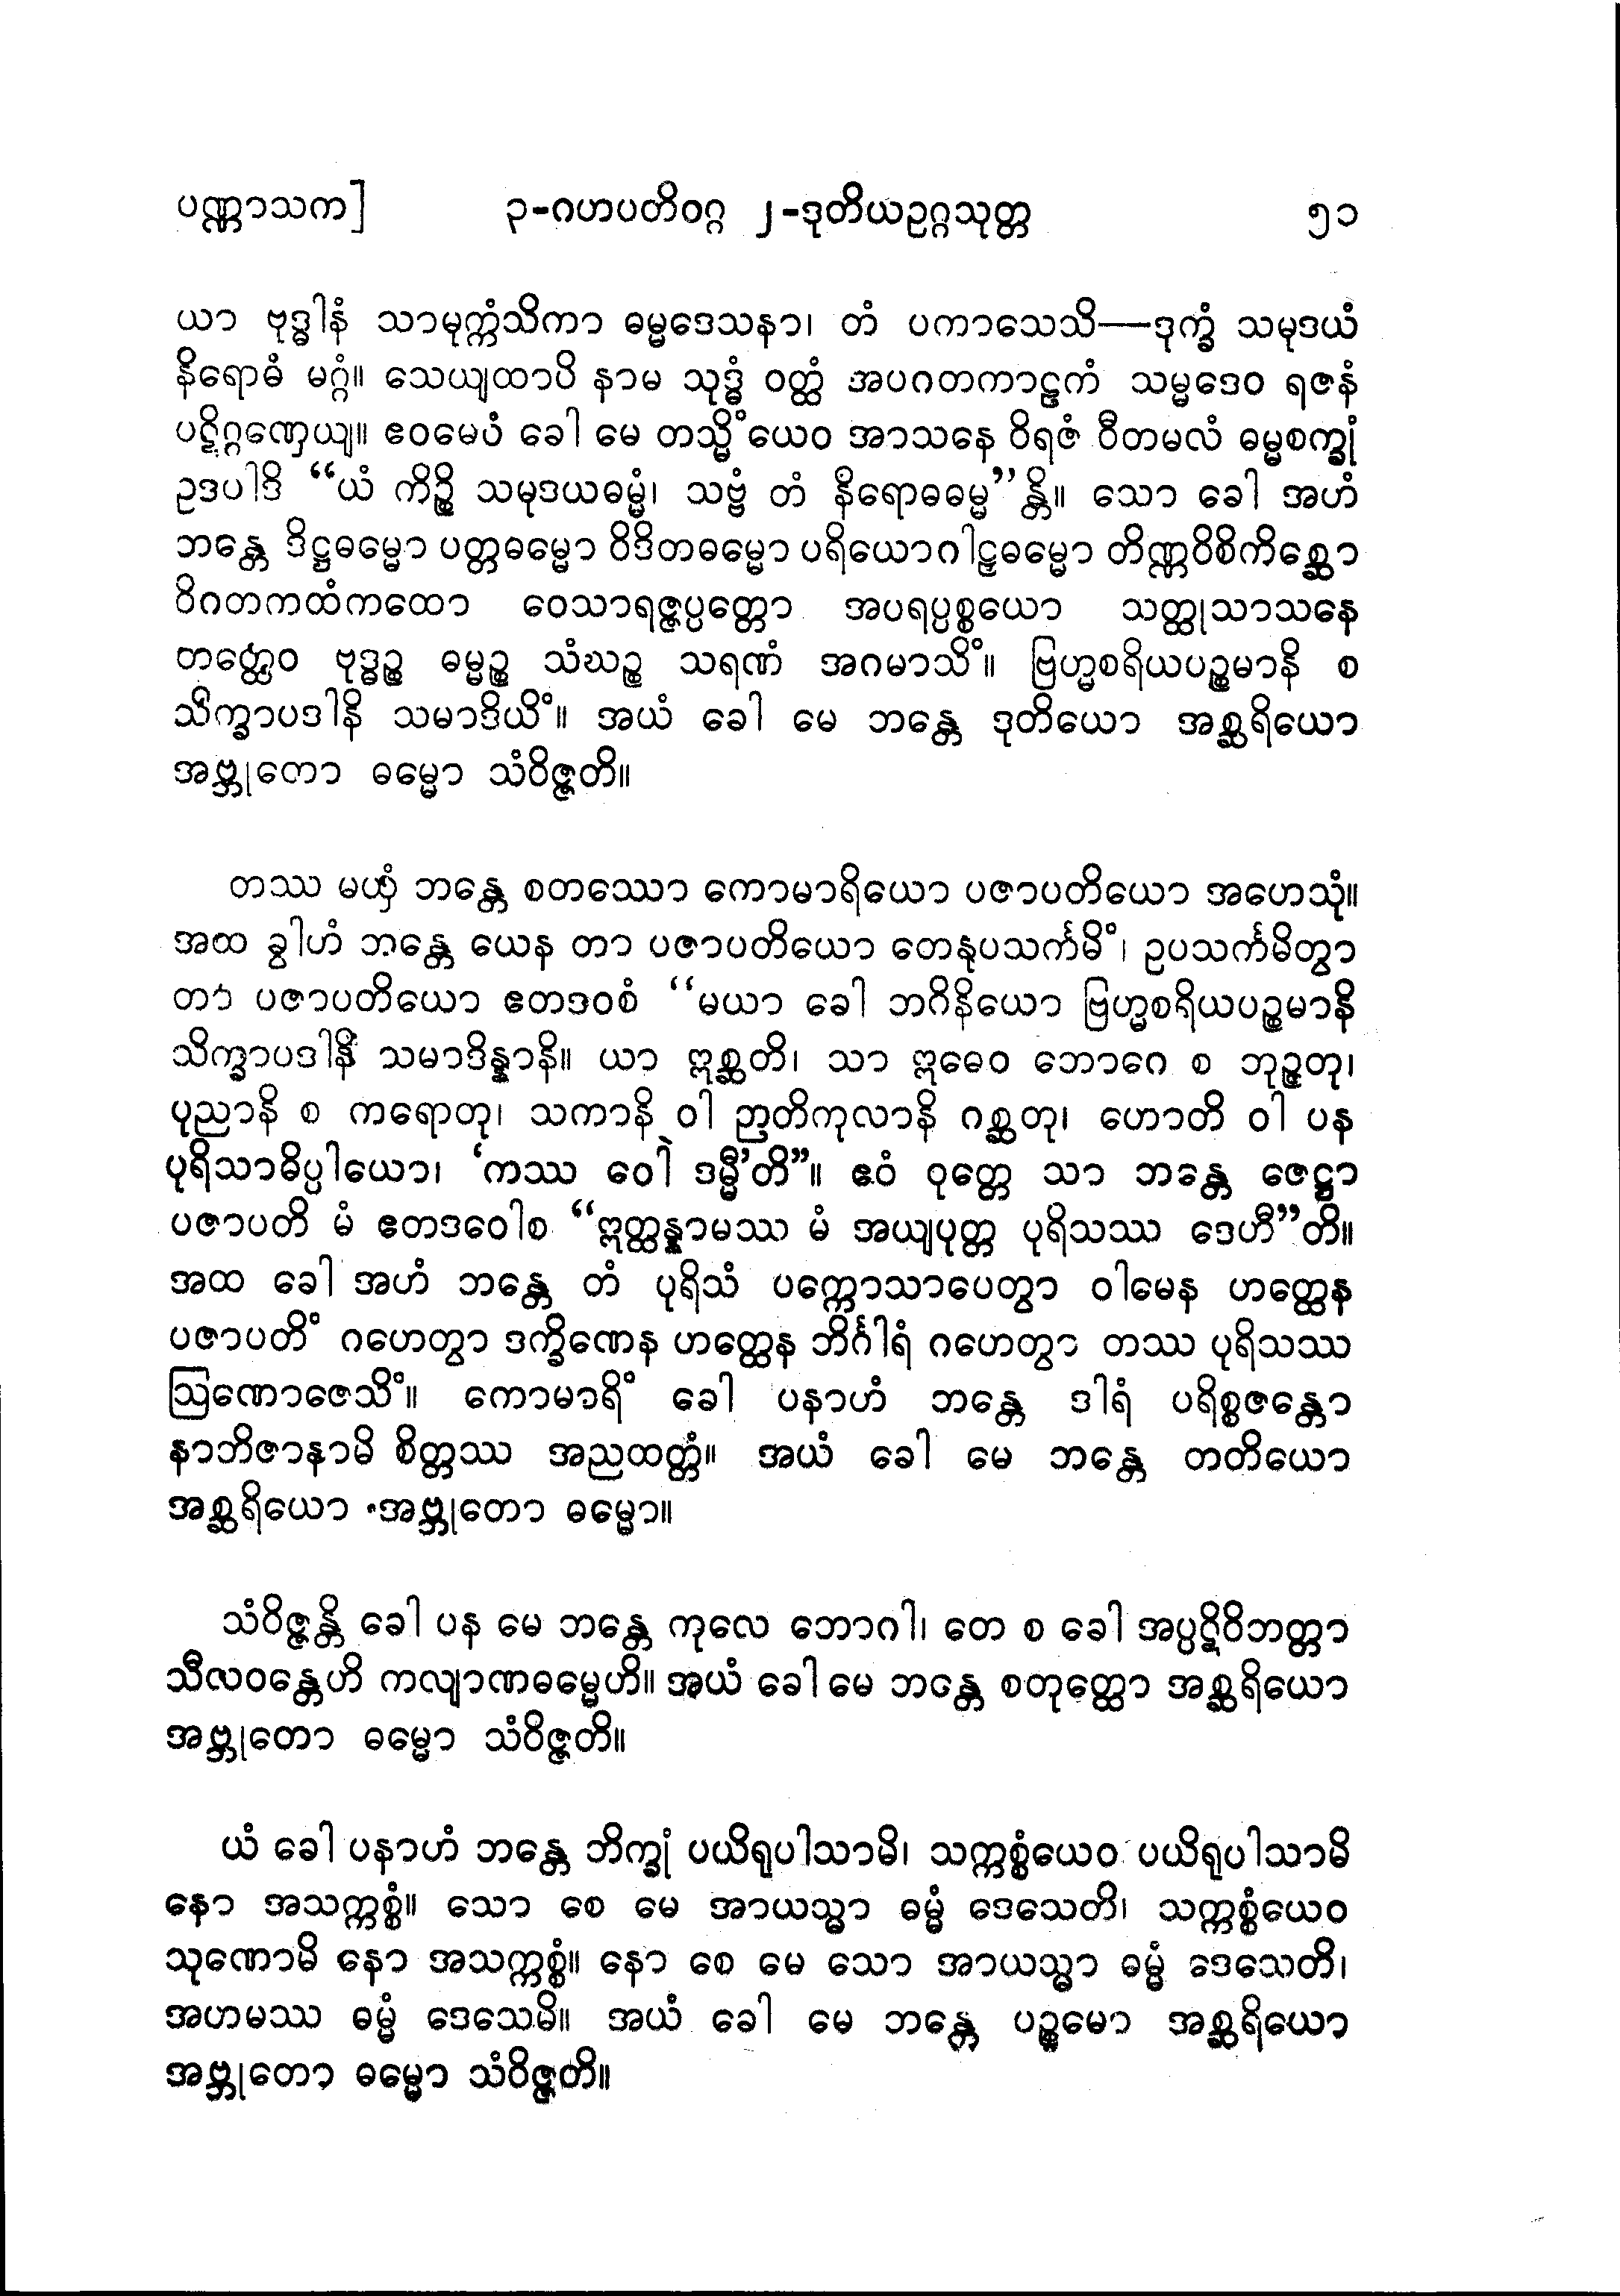 ပဏ္ဏာသက] ၃-ဂဟပတိဝဂ္ဂ ၂-ဒုတိယဥဂ္ဂသုတ္တ ၅၁
ယာ ဗုဒ္ဓါနံ သာမုက္ကံသိကာ ဓမ္မဒေသနာ၊ တံ ပကာသေသိ—ဒုက္ခံ သမုဒယံ
နိရောဓံ မဂ္ဂံ။ သေယျထာပိ နာမ သုဒ္ဓံ ဝတ္ထံ အပဂတကာဠကံ သမ္မဒေဝ ရဇနံ
ပဋိဂ္ဂဏှေယျ။ ဧဝမေဝံ ခေါ မေ တသ္မိံယေဝ အာသနေ ဝိရဇံ ဝီတမလံ ဓမ္မစက္ခုံ
ဥဒပါဒိ “ယံ ကိဉ္စိ သမုဒယဓမ္မံ၊ သဗ္ဗံ တံ နိရောဓဓမ္မ”န္တိ။ သော ခေါ အဟံ
ဘန္တေ ဒိဋ္ဌဓမ္မော ပတ္တဓမ္မော ဝိဒိတဓမ္မော ပရိယောဂါဠှဓမ္မော တိဏ္ဏဝိစိကိစ္ဆော
ဝိဂတကထံကထော ဝေသာရဇ္ဇပ္ပတ္တော အပရပ္ပစ္စယော သတ္ထုသာသနေ
တတ္ထေဝ ဗုဒ္ဓဉ္စ ဓမ္မဉ္စ သံဃဉ္စ သရဏံ အဂမာသိံ။ ဗြဟ္မစရိယပဉ္စမာနိ စ
သိက္ခာပဒါနိ သမာဒိယိံ။ အယံ ခေါ မေ ဘန္တေ ဒုတိယော အစ္ဆရိယော
အဗ္ဘုတော ဓမ္မော သံဝိဇ္ဇတိ။
တဿ မယှံ ဘန္တေ စတဿော ကောမာရိယော ပဇာပတိယော အဟေသုံ။
အထ ခွါဟံ ဘန္တေ ယေန တာ ပဇာပတိယော တေနုပသင်္ကမိံ၊ ဥပသင်္ကမိတွာ
တာ ပဇာပတိယော ဧတဒဝစံ “မယာ ခေါ ဘဂိနိယော ဗြဟ္မစရိယပဉ္စမာနိ
သိက္ခာပဒါနိ သမာဒိန္နာနိ။ ယာ ဣစ္ဆတိ၊ သာ ဣဓေဝ ဘောဂေ စ ဘုဉ္ဇတု၊
ပုညာနိ စ ကရောတု၊ သကာနိ ဝါ ဉာတိကုလာနိ ဂစ္ဆတု၊ ဟောတိ ဝါ ပန
ပုရိသာဓိပ္ပါယော၊ ‘ကဿ ဝေါ ဒမ္မီ’တိ”။ ဧဝံ ဝုတ္တေ သာ ဘန္တေ ဇေဋ္ဌာ
ပဇာပတိ မံ ဧတဒဝေါစ “ဣတ္ထန္နာမဿ မံ အယျပုတ္တ ပုရိသဿ ဒေဟီ”တိ။
အထ ခေါ အဟံ ဘန္တေ တံ ပုရိသံ ပက္ကောသာပေတွာ ဝါမေန ဟတ္ထေန
ပဇာပတိံ ဂဟေတွာ ဒက္ခိဏေန ဟတ္ထေန ဘိင်္ဂါရံ ဂဟေတွာ တဿ ပုရိသဿ
ဩဏောဇေသိံ။ ကောမာရိံ ခေါ ပနာဟံ ဘန္တေ ဒါရံ ပရိစ္စဇန္တော
နာဘိဇာနာမိ စိတ္တဿ အညထတ္တံ။ အယံ ခေါ မေ ဘန္တေ တတိယော
အစ္ဆရိယော အဗ္ဘုတော ဓမ္မော။
သံဝိဇ္ဇန္တိ ခေါ ပန မေ ဘန္တေ ကုလေ ဘောဂါ၊ တေ စ ခေါ အပ္ပဋိဝိဘတ္တာ
သီလဝန္တေဟိ ကလျာဏဓမ္မေဟိ။ အယံ ခေါ မေ ဘန္တေ စတုတ္ထော အစ္ဆရိယော
အဗ္ဘုတော ဓမ္မော သံဝိဇ္ဇတိ။
ယံ ခေါ ပနာဟံ ဘန္တေ ဘိက္ခုံ ပယိရုပါသာမိ၊ သက္ကစ္စံယေဝ ပယိရုပါသာမိ
နော အသက္ကစ္စံ။ သော စေ မေ အာယသ္မာ ဓမ္မံ ဒေသေတိ၊ သက္ကစ္စံယေဝ
သုဏောမိ နော အသက္ကစ္စံ။ နော စေ မေ သော အာယသ္မာ ဓမ္မံ ဒေသေတိ၊
အဟမဿ ဓမ္မံ ဒေသေမိ။ အယံ ခေါ မေ ဘန္တေ ပဉ္စမော အစ္ဆရိယော
အဗ္ဘုတော ဓမ္မော သံဝိဇ္ဇတိ။